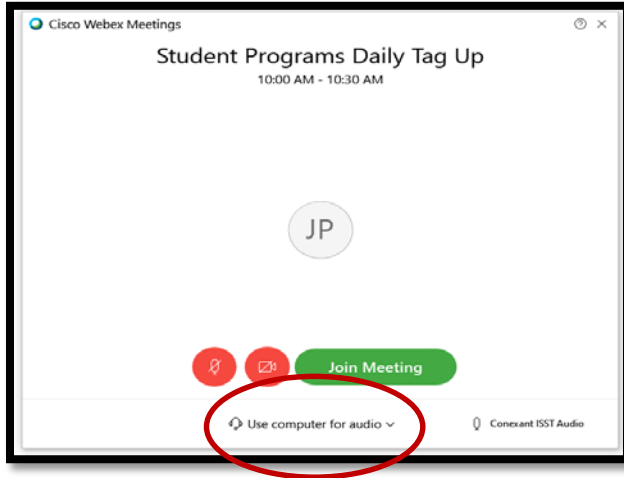 Cisco Webex Meetings
Student Programs Daily Tag Up
10:00 AM - 10:30 AM
JP
Join Meeting
Use computer for audio
Conexant ISST Audio